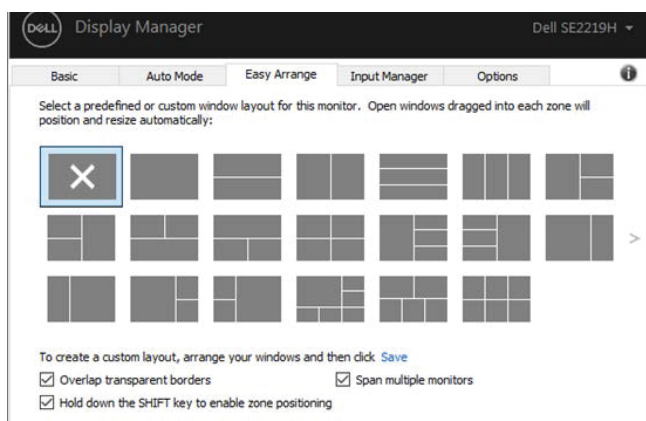 DELL Display Manager Dell SE2219H
Basic Auto Mode Easy Arrange Input Manager Options
Select a predefined or custom window layout for this monitor. Open windows dragged into each zone will
position and resize automatically:
To create a custom layout, arrange your windows and then click Save
Overlap transparent borders Span multiple monitors
Hold down the SHIFT key to enable zone positioning